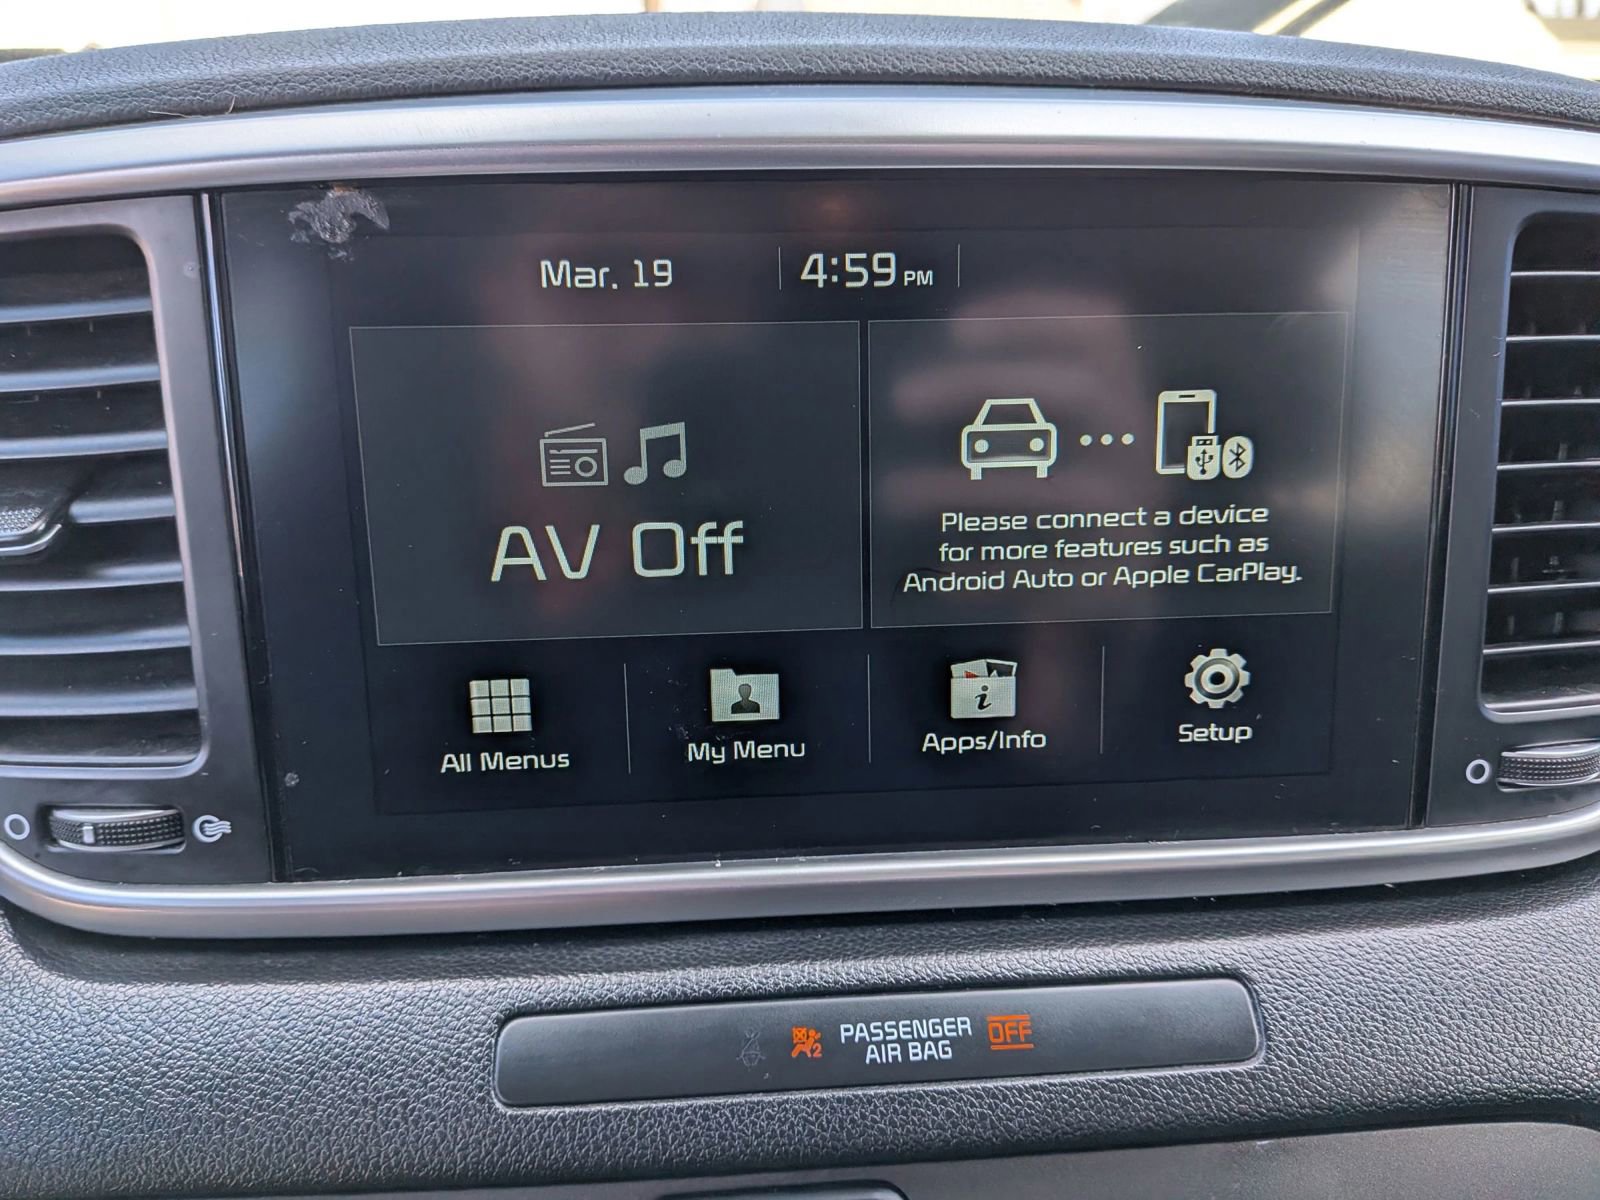 Mar. 19
4:59 PM
AV Off
Please connect a device
for more features such as
Android Auto or Apple CarPlay.
All Menus
My Menu
Apps/Info
Setup
2
PASSENGER
AIR BAG
OFF